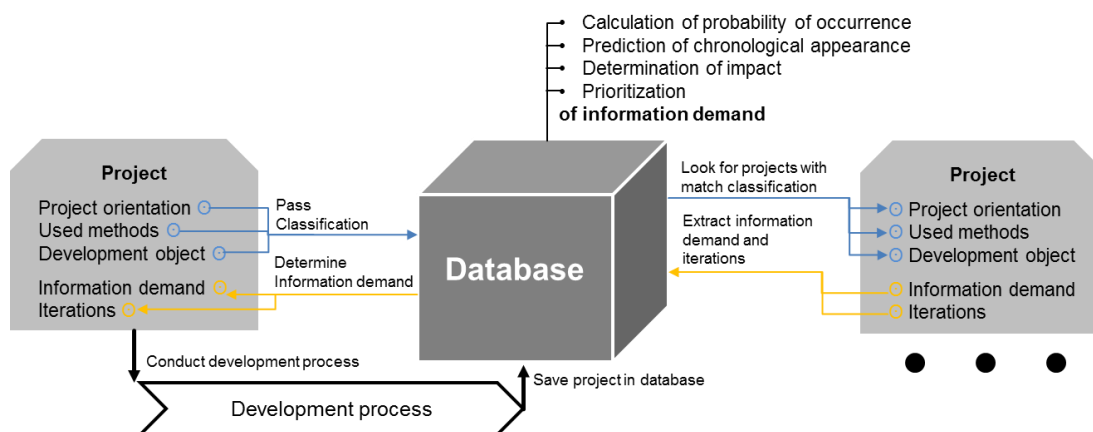 Calculation of probability of occurrence
Prediction of chronological appearance
Determination of impact
Prioritization
of information demand
Project
Project orientation
Used methods
Development object
Information demand
Iterations
Pass
Classification
Determine
Information demand
Database
Look for projects with
match classification
Extract information
demand and
iterations
Project
Project orientation
Used methods
Development object
Information demand
Iterations
Conduct development process
Save project in database
Development process